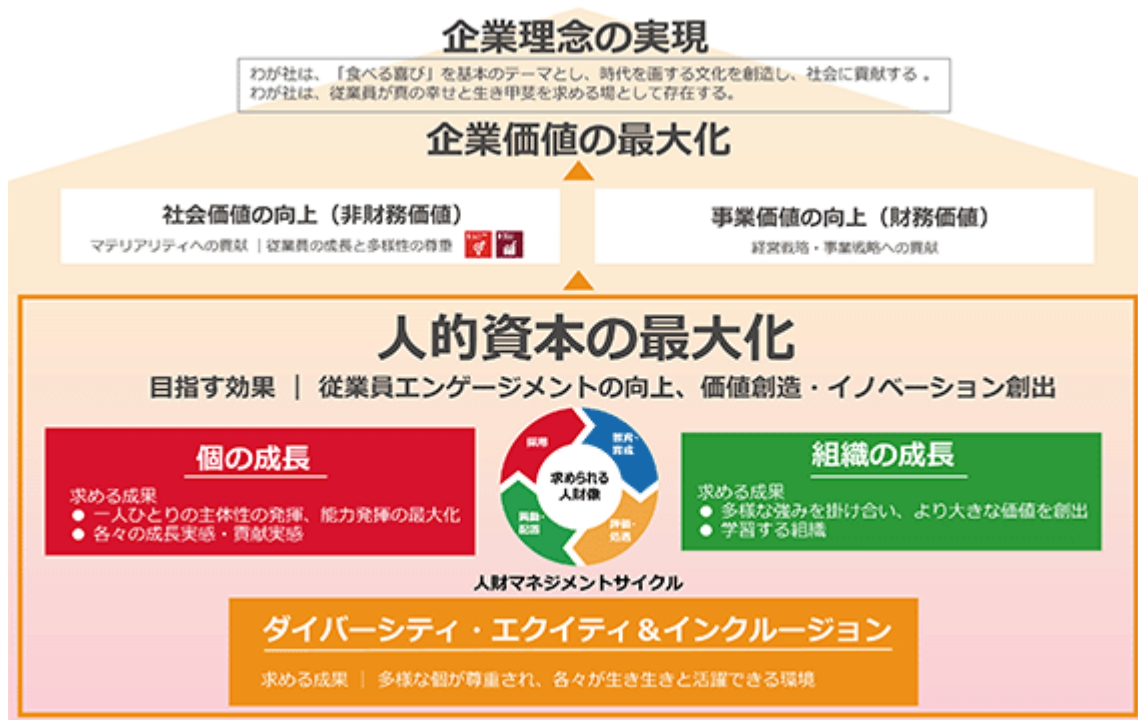 企業理念の実現
わが社は、「食べる喜び」を基本のテーマとし、時代を画する文化を創造し、社会に貢献する 。
わが社は、従業員が真の幸せと生き甲斐を求める場として存在する。
企業価値の最大化
社会価値の向上（非財務価値）
マテリアリティへの貢献 ｜従業員の成長と多様性の尊重
事業価値の向上（財務価値）
経営戦略・事業戦略への貢献
人的資本の最大化
目指す効果 ｜ 従業員エンゲージメントの向上、価値創造・イノベーション創出
個の成長
求める成果
● 一人ひとりの主体性の発揮、能力発揮の最大化
● 各々の成長実感・貢献実感
採用
教育・
育成
求められる
人財像
異動・
配置
評価・
処遇
人財マネジメントサイクル
組織の成長
求める成果
● 多様な強みを掛け合い、より大きな価値を創出
● 学習する組織
ダイバーシティ・エクイティ＆インクルージョン
求める成果 ｜ 多様な個が尊重され、各々が生き生きと活躍できる環境